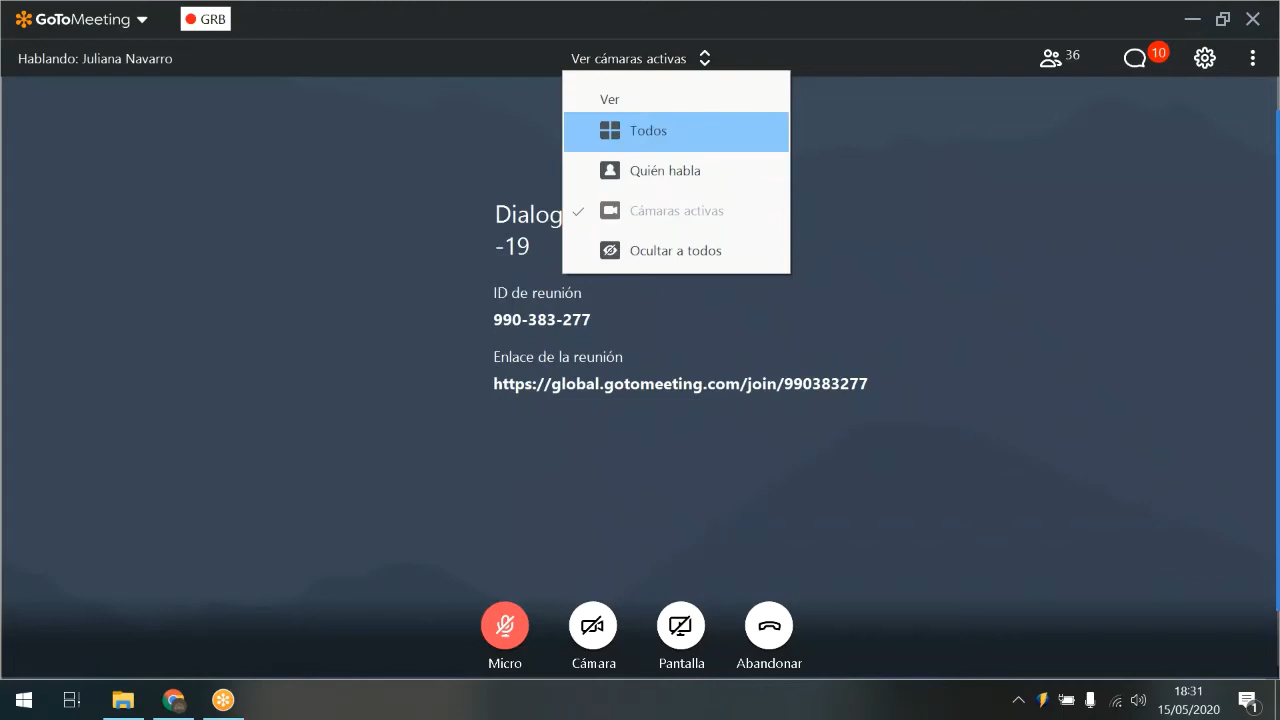 GoToMeeting
GRB
Hablando: Juliana Navarro
Ver cámaras activas
36
10
Ver
Todos
Quién habla
Cámaras activas
Ocultar a todos
Dialog
-19
ID de reunión
990-383-277
Enlace de la reunión
https://global.gotomeeting.com/join/990383277
Micro
Cámara
Pantalla
Abandonar
18:31
15/05/2020
1